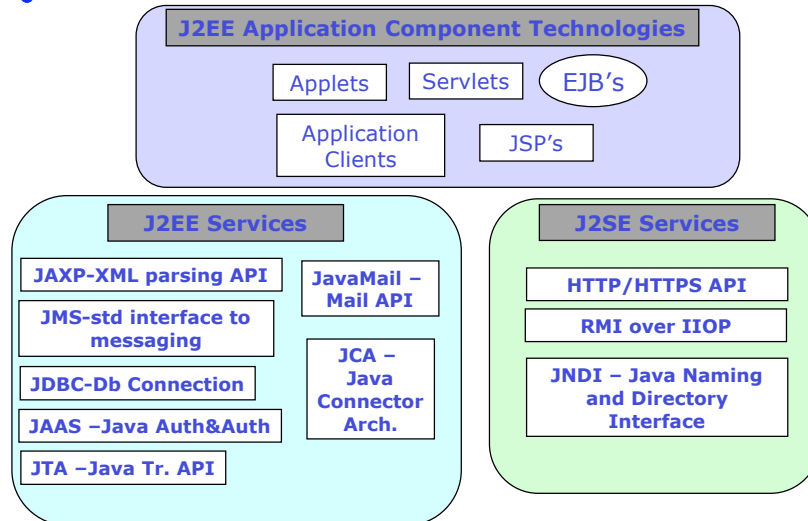 J2EE Application Component Technologies
Applets
Servlets
EJB's
Application
Clients
JSP's
J2EE Services
JAXP-XML parsing API
JMS-std interface to
messaging
JDBC-Db Connection
JAAS –Java Auth&Auth
JTA –Java Tr. API
JavaMail –
Mail API
JCA –
Java
Connector
Arch.
J2SE Services
HTTP/HTTPS API
RMI over IIOP
JNDI – Java Naming
and Directory
Interface